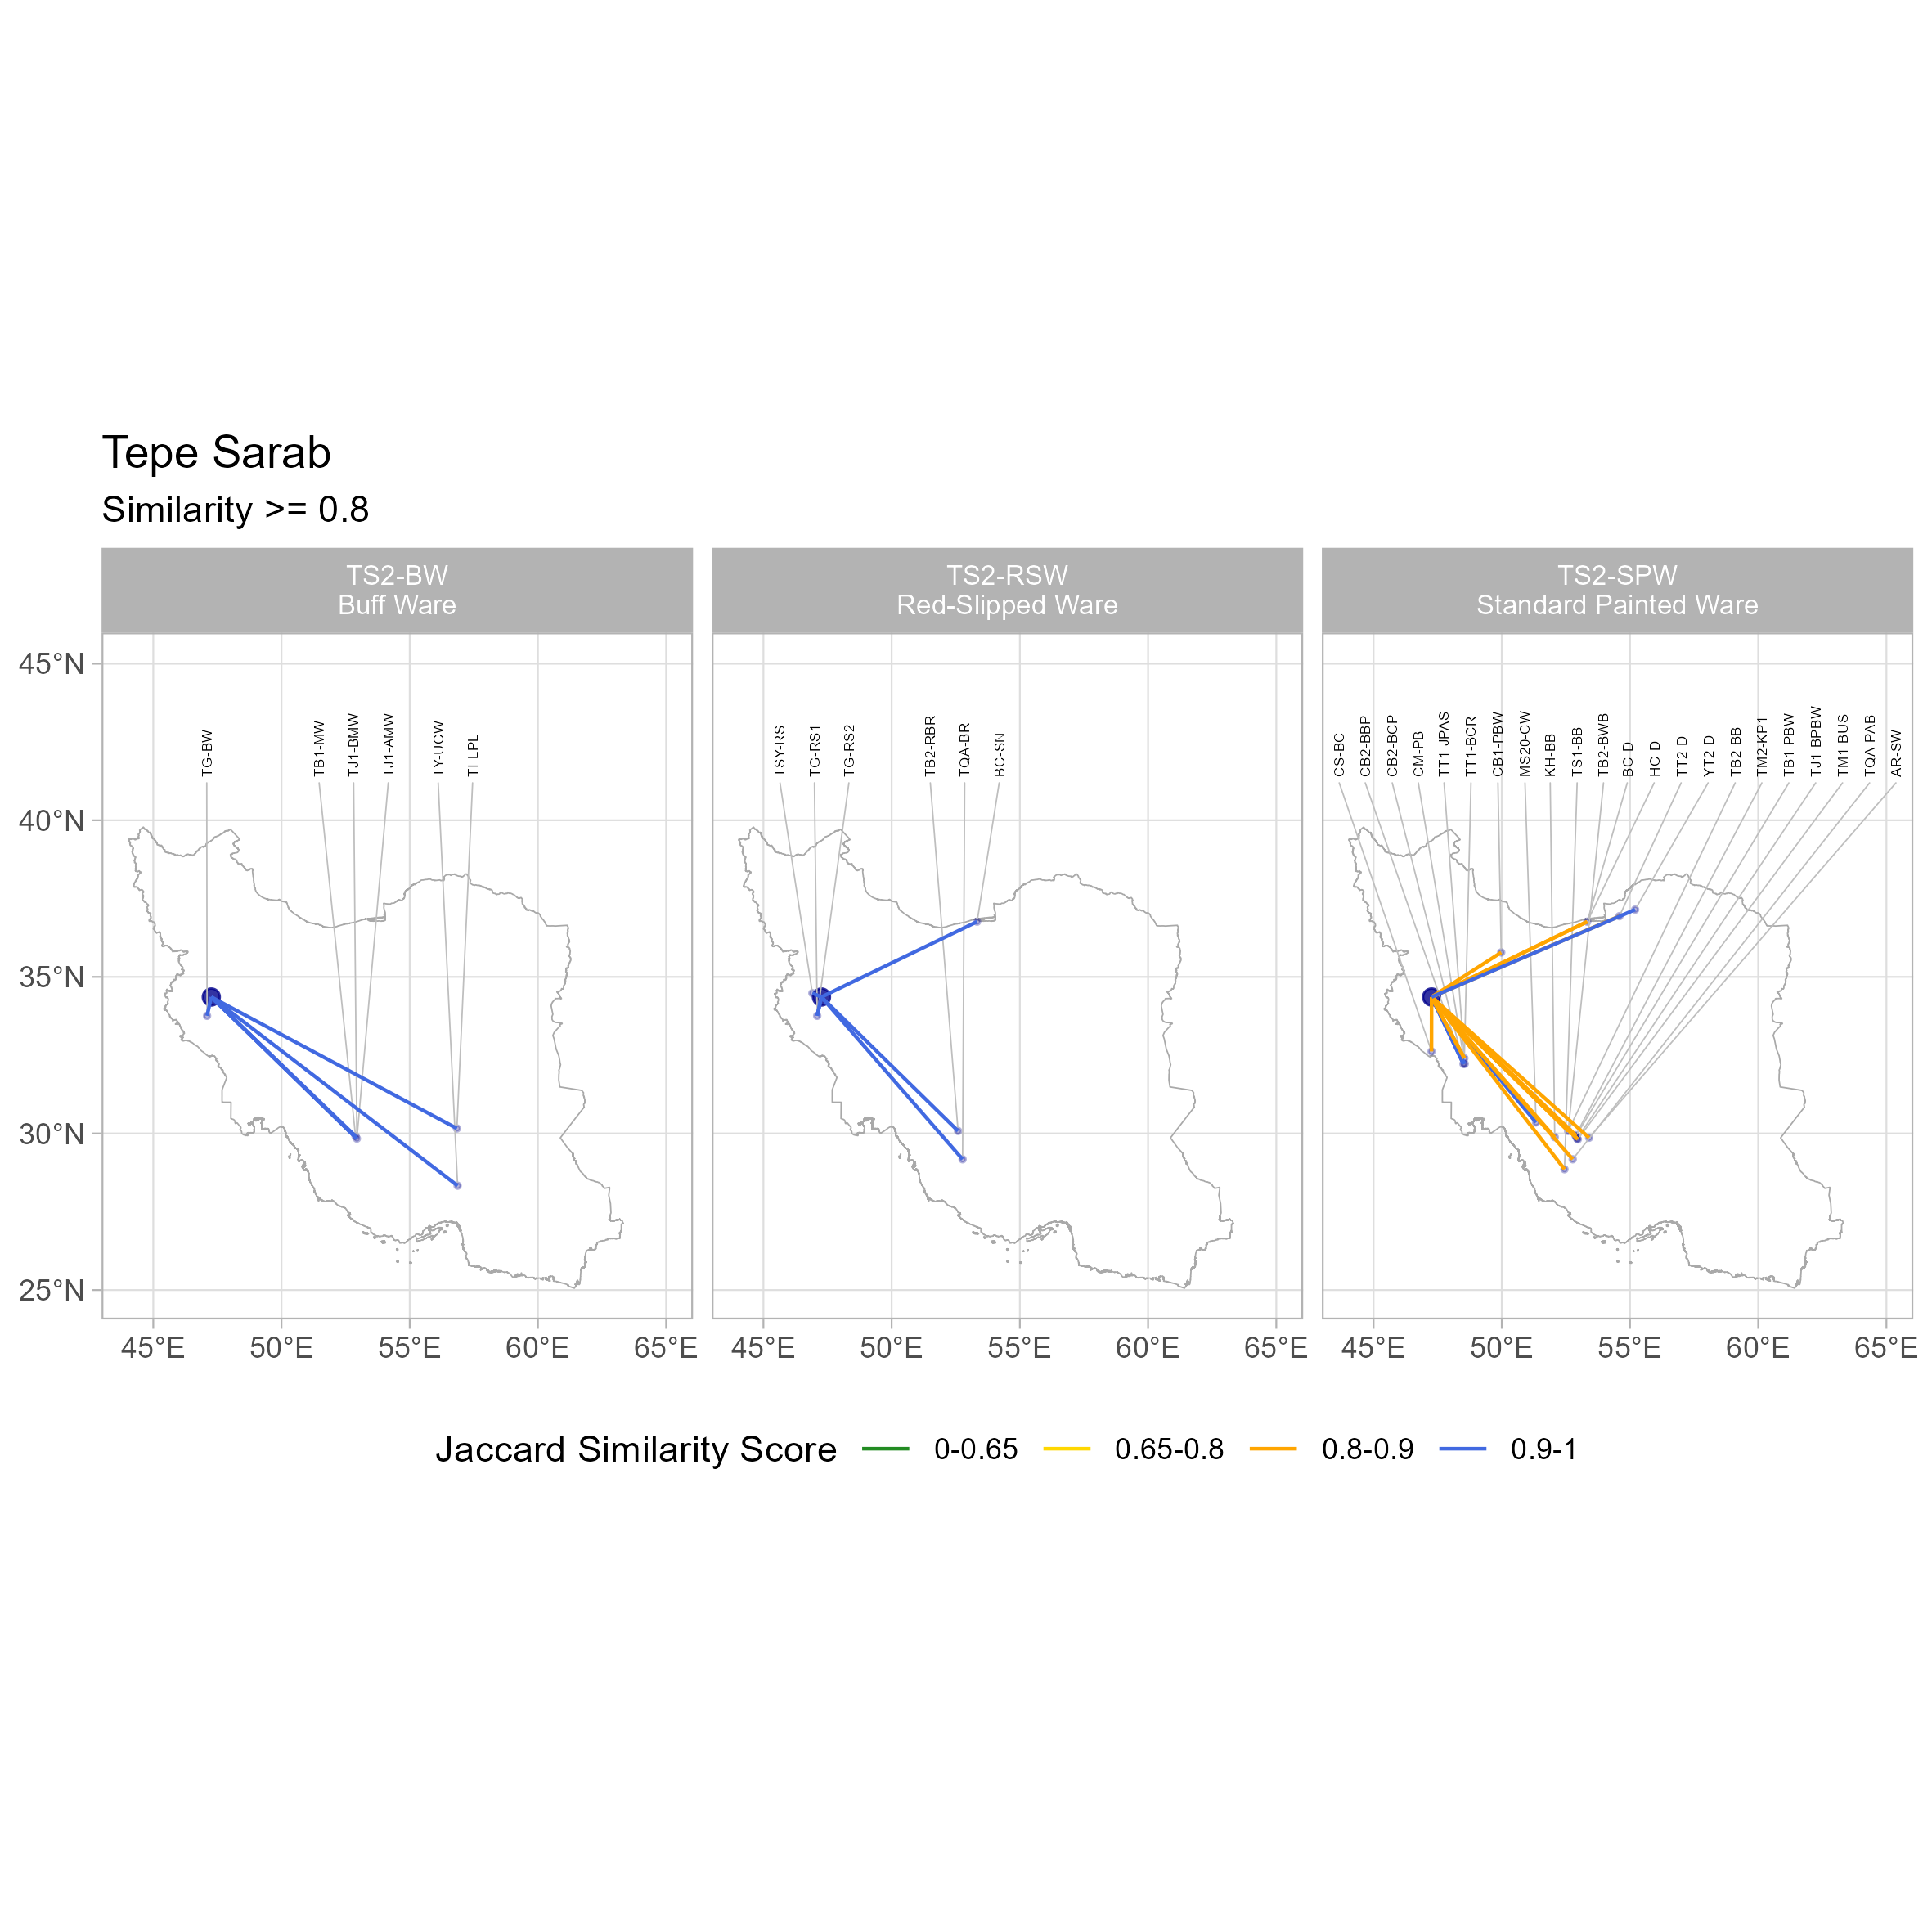 Tepe Sarab
Similarity >= 0.8
TS2-BW
Buff Ware
TS2-RSW
Red-Slipped Ware
TS2-SPW
Standard Painted Ware
TG-BW
TB1-MW
TJ1-BMW
TJ1-AMW
TY-UCW
TI-LPL
TSY-RS
TG-RS1
TG-RS2
TB2-RBR
TQA-BR
BC-SN
CS-BC
CB2-BBP
CB2-BCP
CM-PB
TT1-JPAS
TT1-BCR
CB1-PBW
MS20-CW
KH-BB
TS1-BB
TB2-BWB
BC-D
HC-D
TT2-D
YT2-D
TB2-BB
TM2-KP1
TB1-PBW
TJ1-BPBW
TM1-BUS
TQA-PAB
AR-SW
45°N
40°N
35°N
30°N
25°N
45°E 50°E 55°E 60°E 65°E
45°E 50°E 55°E 60°E 65°E
45°E 50°E 55°E 60°E 65°E
Jaccard Similarity Score 0-0.65 0.65-0.8 0.8-0.9 0.9-1